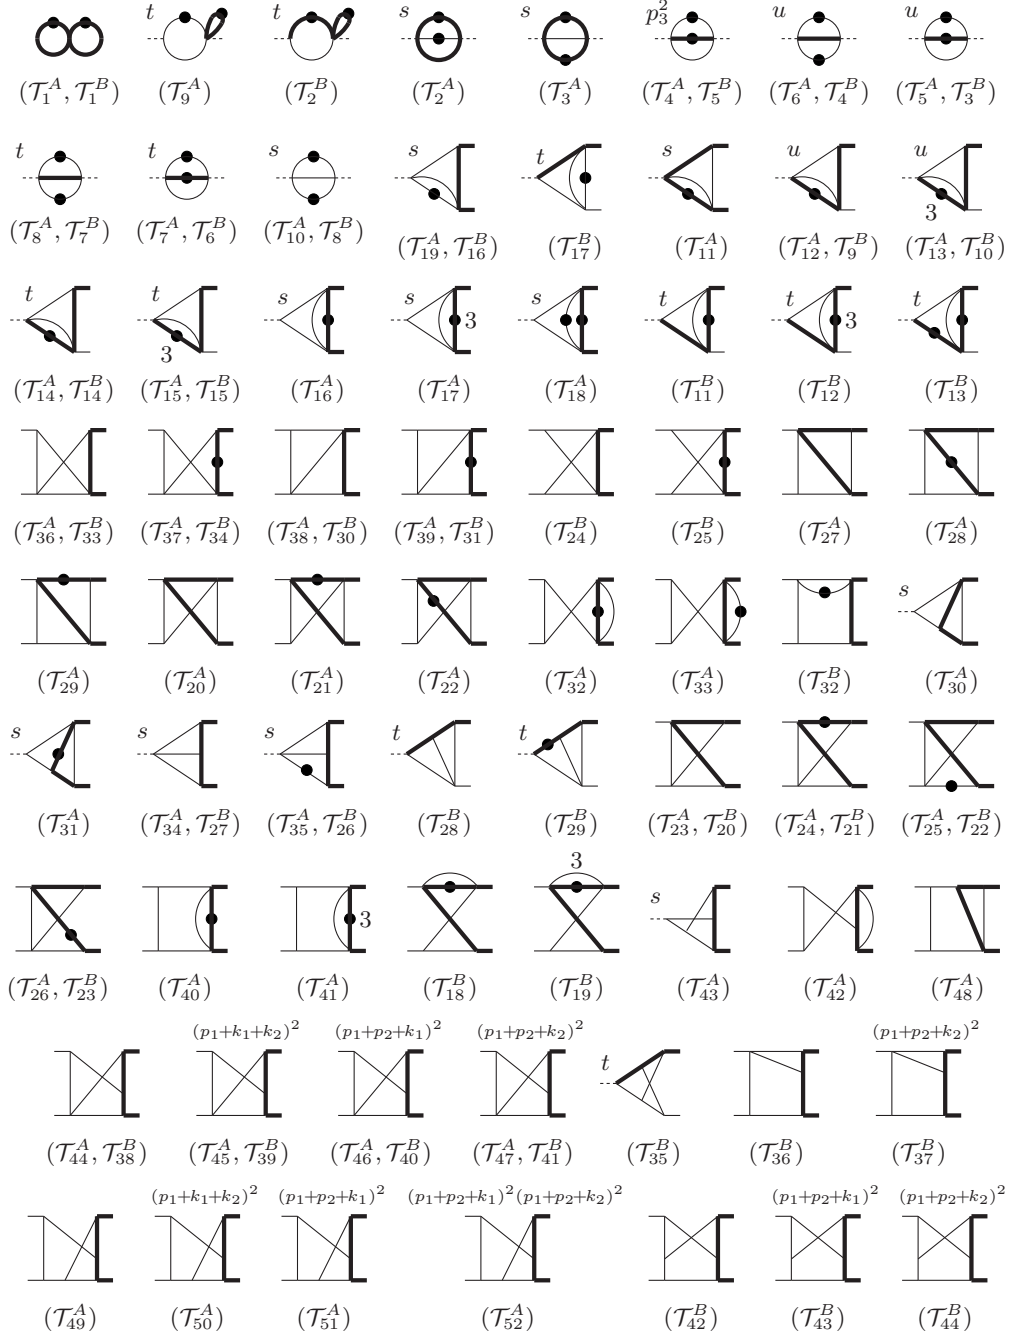 t t s s p_3^2 u u
(T_1^A, T_1^B) (T_9^A) (T_2^B) (T_2^A) (T_3^A) (T_4^A, T_5^B) (T_6^A, T_4^B) (T_5^A, T_3^B)
t t s s t s u u
3
(T_8^A, T_7^B) (T_7^A, T_6^B) (T_10^A, T_8^B) (T_19^A, T_16^B) (T_17^B) (T_11^A) (T_12^A, T_9^B) (T_13^A, T_10^B)
t t s s s t t t
3 3 3
(T_14^A, T_14^B) (T_15^A, T_15^B) (T_16^A) (T_17^A) (T_18^A) (T_11^B) (T_12^B) (T_13^B)
(T_36^A, T_33^B) (T_37^A, T_34^B) (T_38^A, T_30^B) (T_39^A, T_31^B) (T_24^B) (T_25^B) (T_27^A) (T_28^A)
s
(T_29^A) (T_20^A) (T_21^A) (T_22^A) (T_32^A) (T_33^A) (T_32^B) (T_30^A)
s s s t t
(T_31^A) (T_34^A, T_27^B) (T_35^A, T_26^B) (T_28^B) (T_29^B) (T_23^A, T_20^B) (T_24^A, T_21^B) (T_25^A, T_22^B)
3 3 s
(T_26^A, T_23^B) (T_40^A) (T_41^A) (T_18^B) (T_19^B) (T_43^A) (T_42^A) (T_48^A)
(p_1+k_1+k_2)^2 (p_1+p_2+k_1)^2 (p_1+p_2+k_2)^2 t (p_1+p_2+k_2)^2
(T_44^A, T_38^B) (T_45^A, T_39^B) (T_46^A, T_40^B) (T_47^A, T_41^B) (T_35^B) (T_36^B) (T_37^B)
(p_1+k_1+k_2)^2 (p_1+p_2+k_1)^2 (p_1+p_2+k_1)^2(p_1+p_2+k_2)^2 (p_1+p_2+k_1)^2 (p_1+p_2+k_2)^2
(T_49^A) (T_50^A) (T_51^A) (T_52^A) (T_42^B) (T_43^B) (T_44^B)